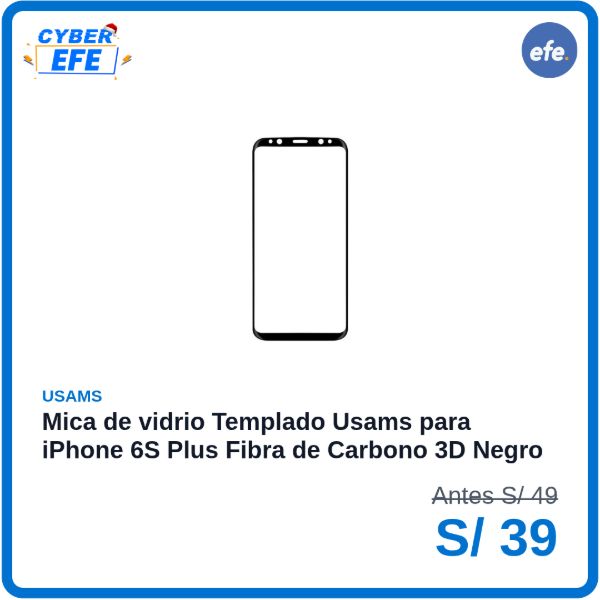 CYBER
EFE
efe.
USAMS
Mica de vidrio Templado Usams para
iPhone 6S Plus Fibra de Carbono 3D Negro
Antes S/ 49
S/ 39